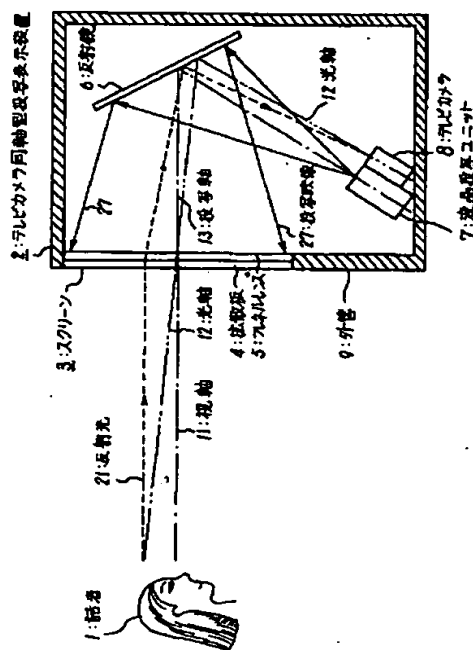 2:テレビカメラ同軸型投写表示装置
3:スクリーン
6:反射鏡
27
13:投写軸
12:光軸
27:投写映像
8:テレビカメラ
7:液晶投写ユニット
12:光軸
4:拡散板
5:フレネルレンズ
9:外筐
11:視軸
21:反射光
1:話者